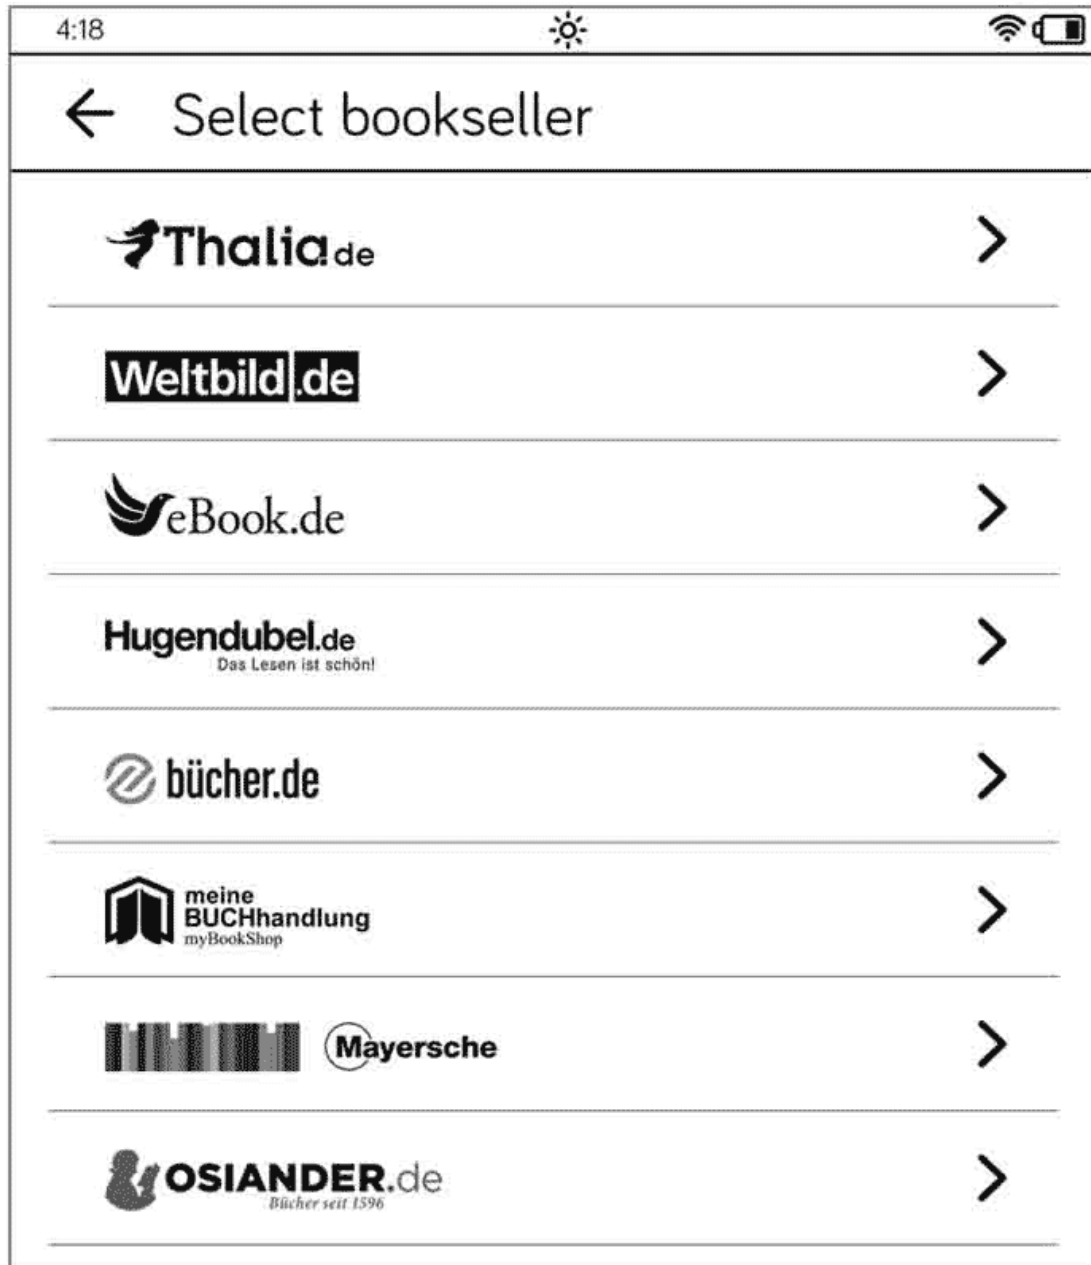 4:18
Select bookseller
Thalia.de
Weltbild.de
eBook.de
Hugendubel.de
Das Lesen ist schön!
bücher.de
meine
BUCHhandlung
myBookShop
Mayersche
OSIANDER.de
Bücher seit 1596